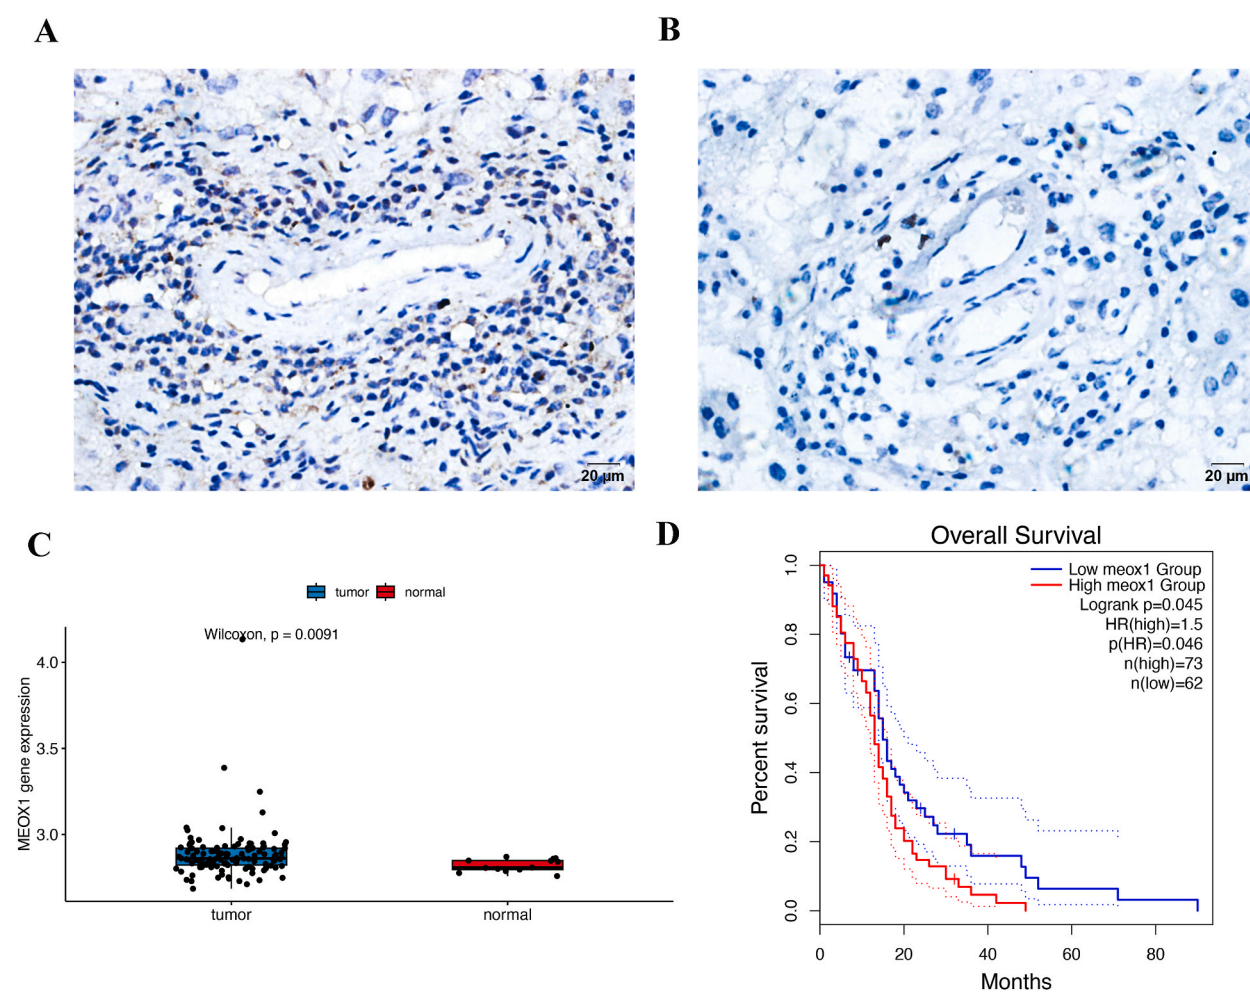 A
B
20 µm
20 µm
C
tumor normal
Wilcoxon, p = 0.0091
MEOX1 gene expression
4.0
3.5
3.0
tumor normal
D
Overall Survival
Low meox1 Group
High meox1 Group
Logrank p=0.045
HR(high)=1.5
p(HR)=0.046
n(high)=73
n(low)=62
Percent survival
1.0
0.8
0.6
0.4
0.2
0.0
0 20 40 60 80
Months